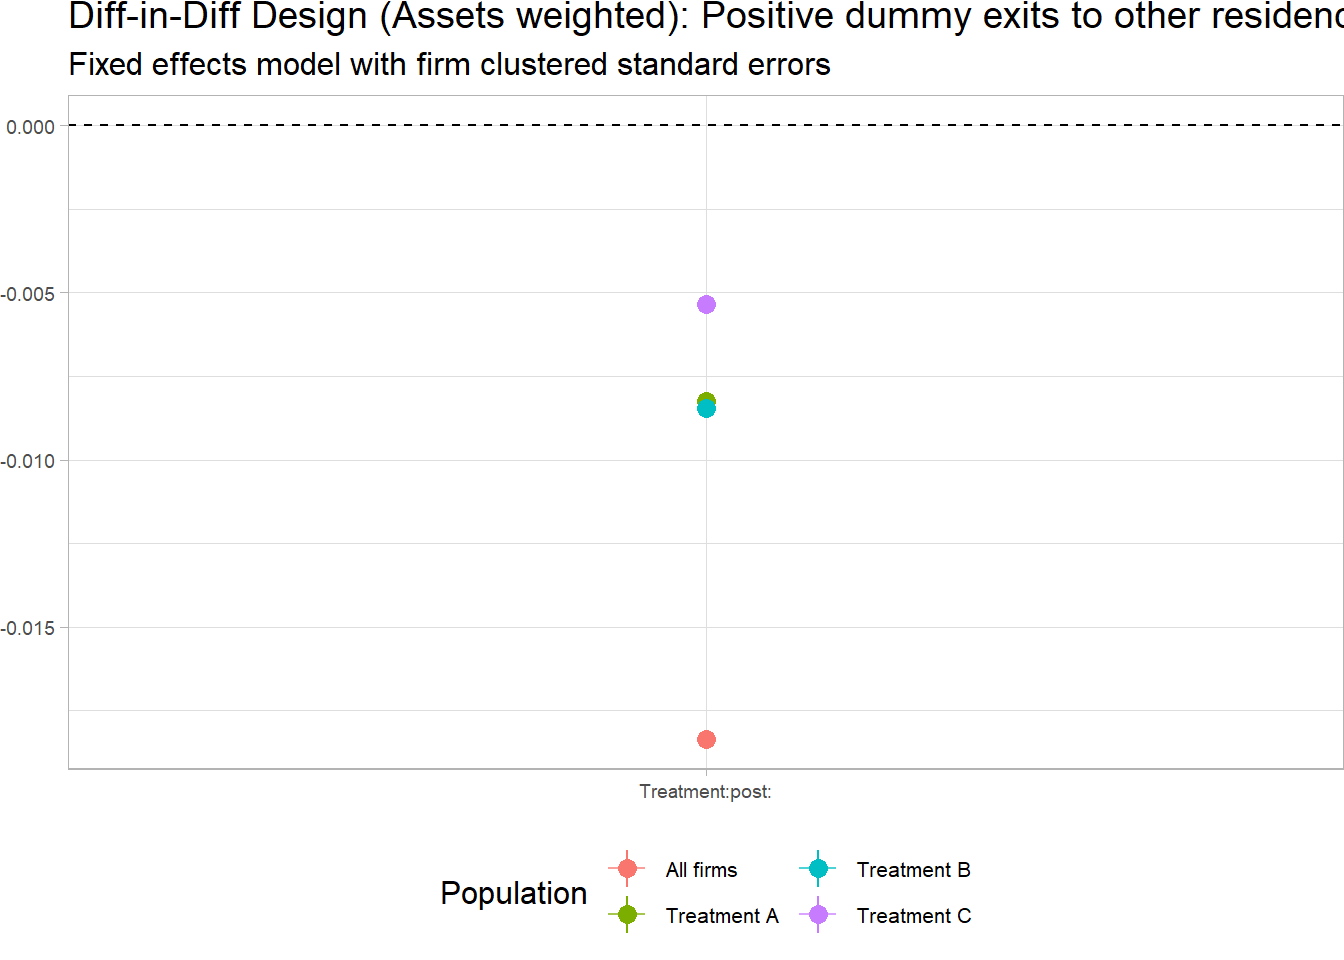 Diff-in-Diff Design (Assets weighted): Positive dummy exits to other
Fixed effects model with firm clustered standard errors
0.000
-0.005
-0.010
-0.015
Treatment:post:
Population
All firms
Treatment A
Treatment B
Treatment C